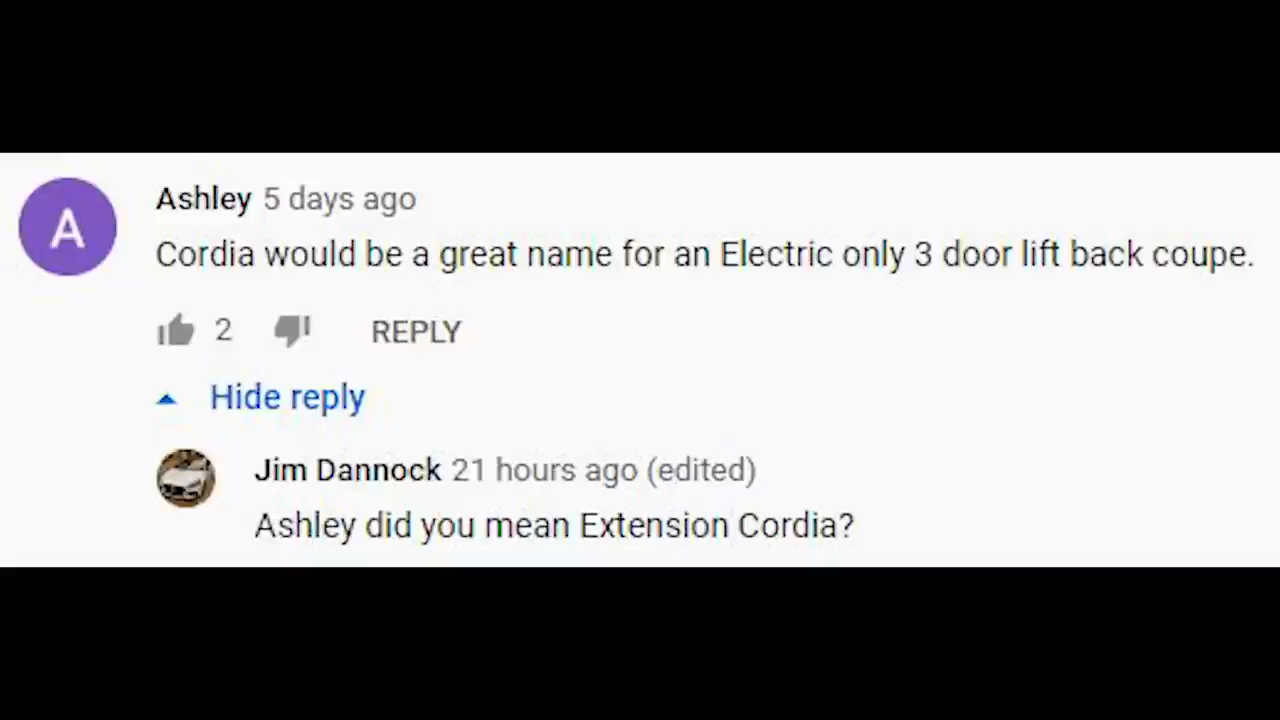 A
Ashley 5 days ago
Cordia would be a great name for an Electric only 3 door lift back coupe.
2 REPLY
Hide reply
Jim Dannock 21 hours ago (edited)
Ashley did you mean Extension Cordia?